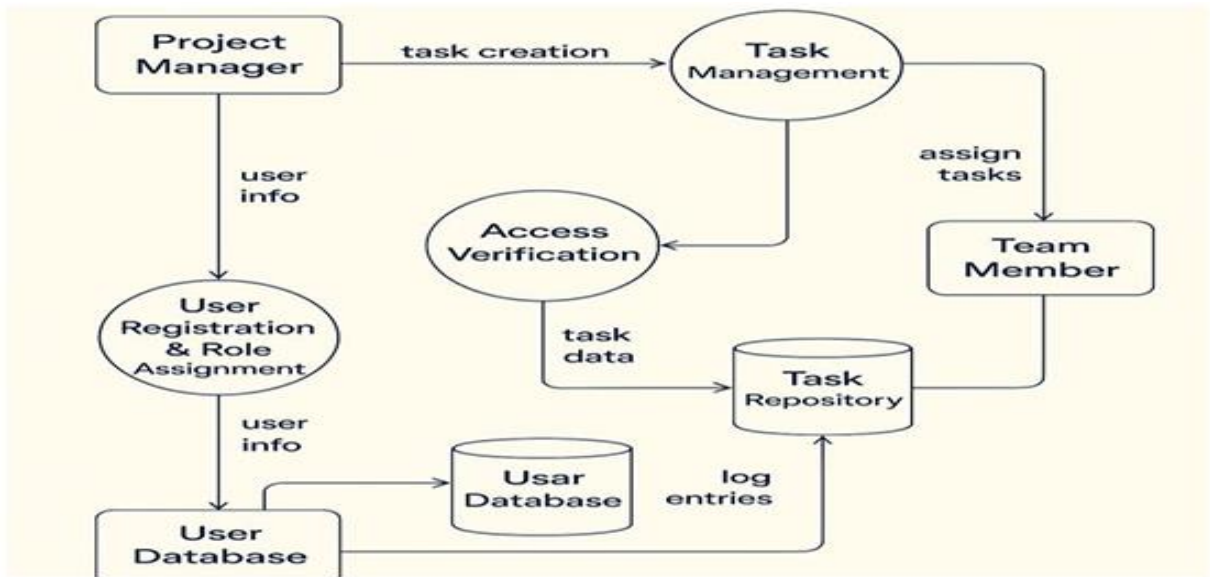 Project
Manager
task creation
Task
Management
user
info
assign
tasks
Access
Verification
Team
Member
User
Registration
& Role
Assignment
task
data
Task
Repository
user
info
Usar
Database
log
entries
User
Database